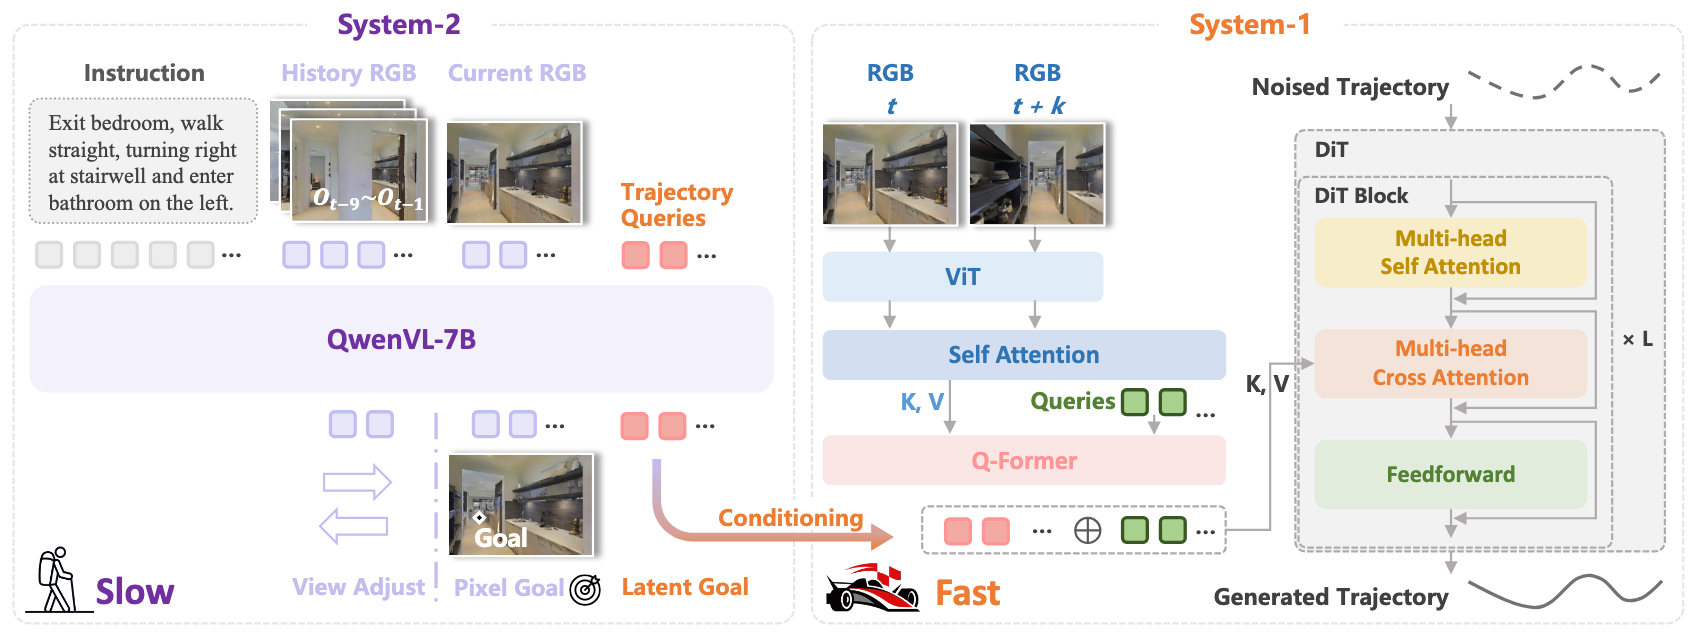 System-2
Instruction
History RGB
Current RGB
Exit bedroom, walk
straight, turning right
at stairwell and enter
bathroom on the left.
O_{t−9}~O_{t−1}
Trajectory
Queries
...
...
...
...
QwenVL-7B
...
...
Goal
Conditioning
Slow
View Adjust
Pixel Goal
Latent Goal
System-1
RGB
t
RGB
t + k
ViT
Self Attention
K, V
Queries
...
Q-Former
...
...
Fast
K, V
Noised Trajectory
DiT
DiT Block
Multi-head
Self Attention
Multi-head
Cross Attention
× L
Feedforward
Generated Trajectory